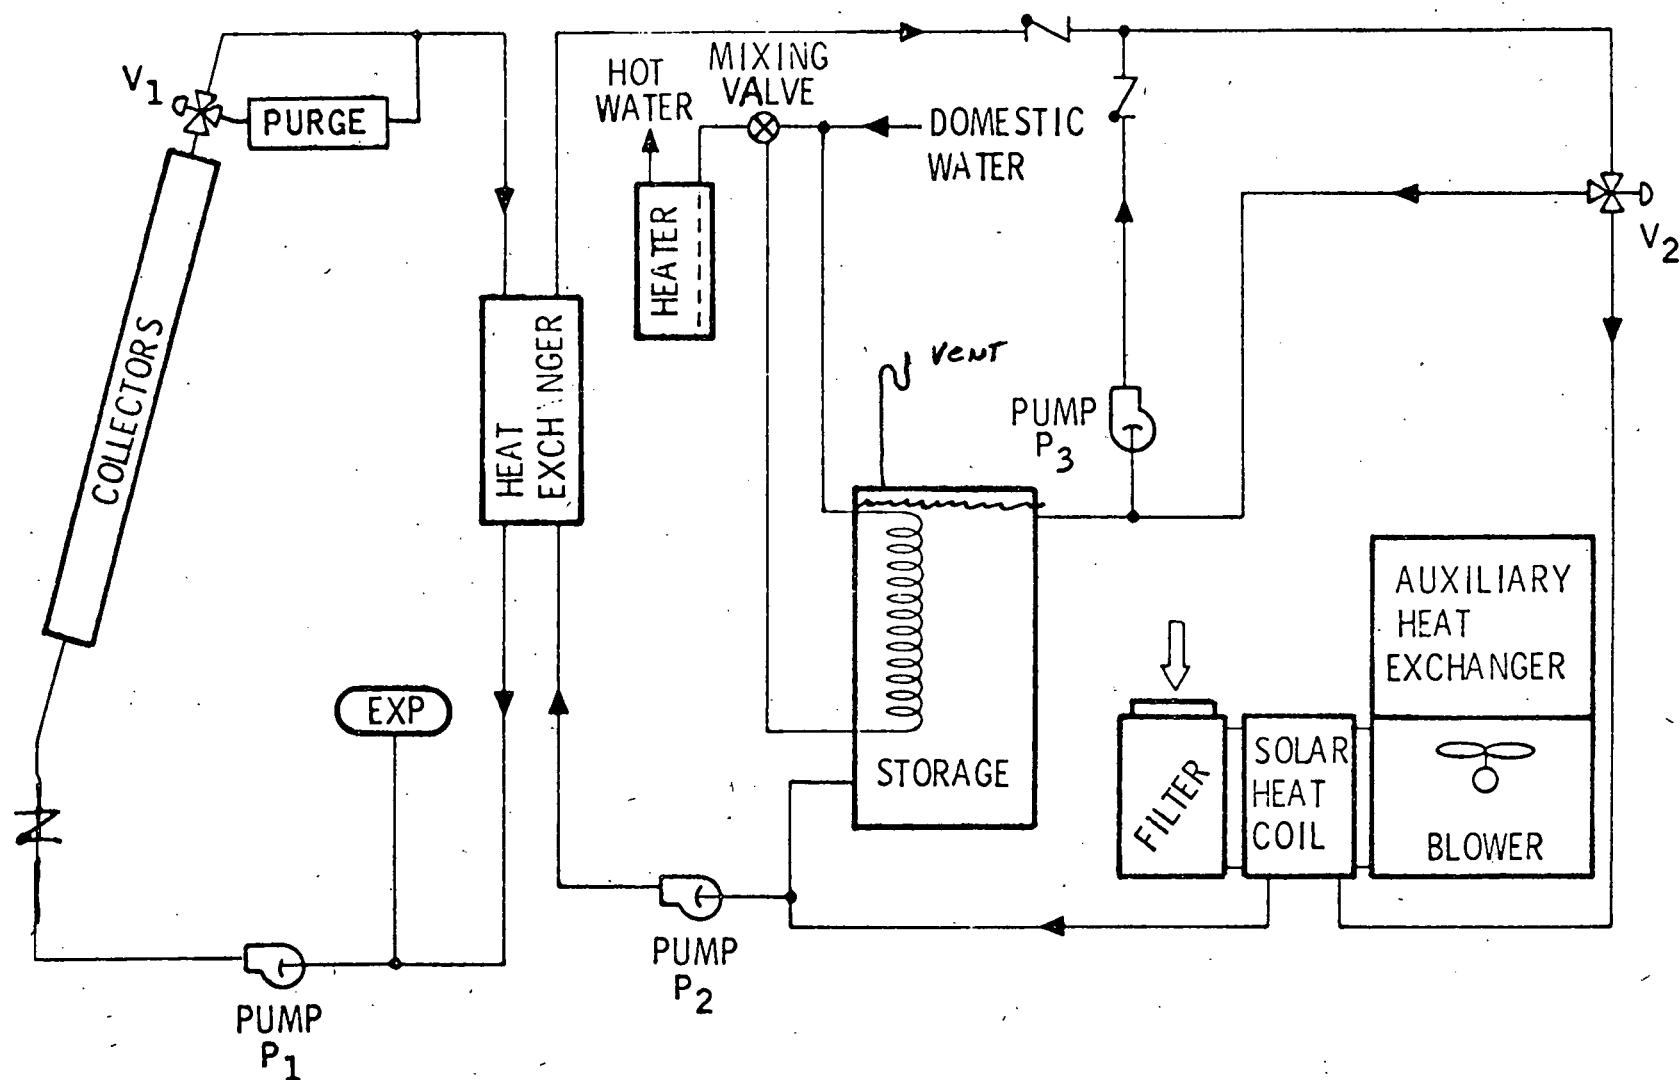 V1
PURGE
COLLECTORS
HOT
WATER
MIXING
VALVE
DOMESTIC
WATER
HEATER
V2
HEAT
EXCHANGER
VENT
PUMP
P3
EXP
STORAGE
AUXILIARY
HEAT
EXCHANGER
FILTER
SOLAR
HEAT
COIL
BLOWER
PUMP
P2
PUMP
P1